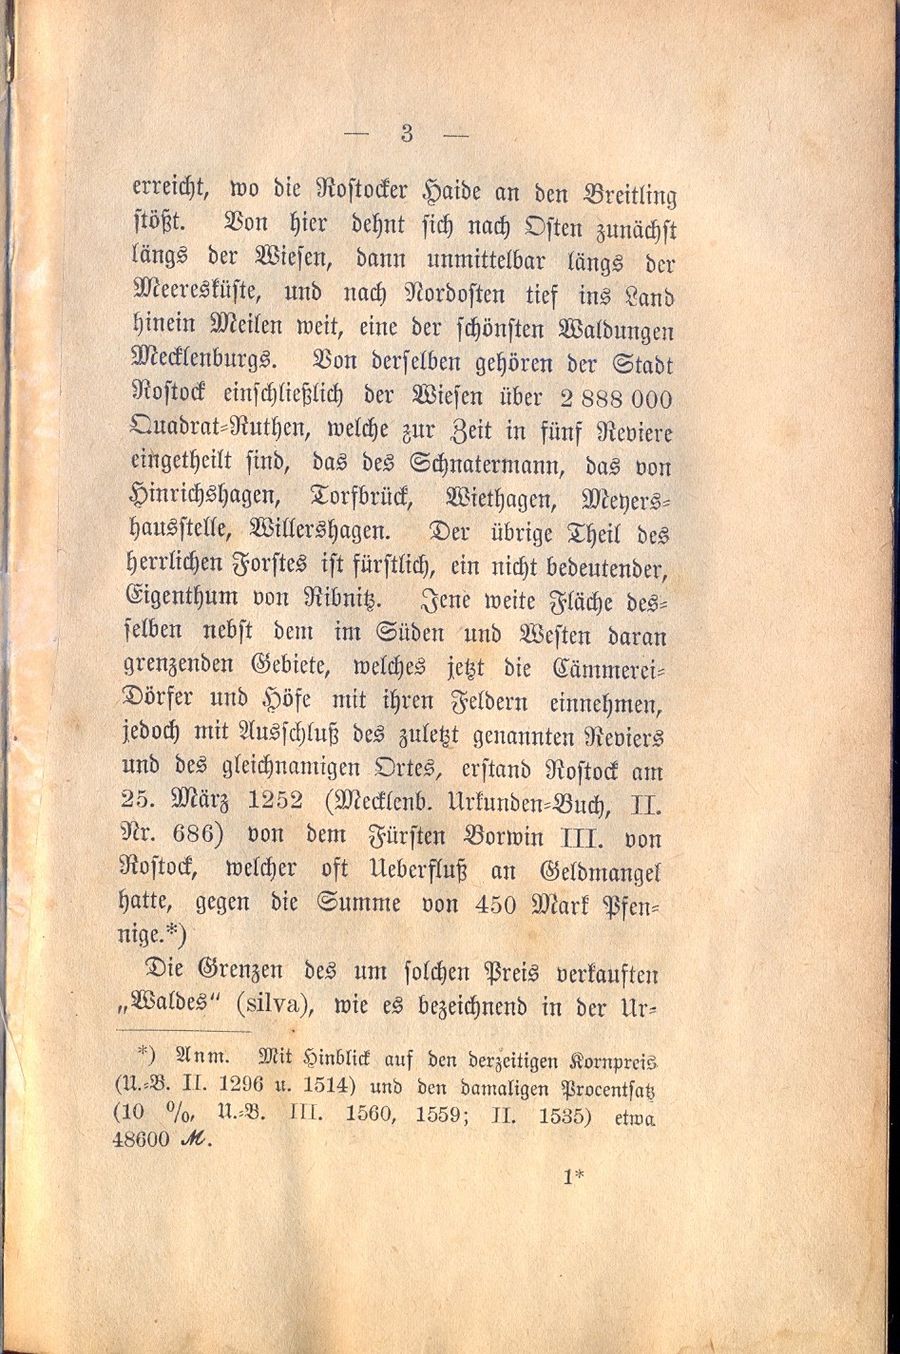 — 3 —
erreicht, wo die Rostocker Haide an den Breitling
stößt. Von hier dehnt sich nach Osten zunächst
längs der Wiesen, dann unmittelbar längs der
Meeresküste, und nach Nordosten tief ins Land
hinein Meilen weit, eine der schönsten Waldungen
Mecklenburgs. Von derselben gehören der Stadt
Rostock einschließlich der Wiesen über 2 888 000
Quadrat-Ruthen, welche zur Zeit in fünf Reviere
eingetheilt sind, das des Schnatermann, das von
Hinrichshagen, Torfbrück, Wiethagen, Meyers-
hausstelle, Willershagen. Der übrige Theil des
herrlichen Forstes ist fürstlich, ein nicht bedeutender,
Eigenthum von Ribnitz. Jene weite Fläche des-
selben nebst dem im Süden und Westen daran
grenzenden Gebiete, welches jetzt die Cämmerei-
Dörfer und Höfe mit ihren Feldern einnehmen,
jedoch mit Ausschluß des zuletzt genannten Reviers
und des gleichnamigen Ortes, erstand Rostock am
25. März 1252 (Mecklenb. Urkunden-Buch, II.
Nr. 686) von dem Fürsten Borwin III. von
Rostock, welcher oft Ueberfluß an Geldmangel
hatte, gegen die Summe von 450 Mark Pfen-
nige.*)
Die Grenzen des um solchen Preis verkauften
„Waldes“ (silva), wie es bezeichnend in der Ur-
*) Anm. Mit Hinblick auf den derzeitigen Kornpreis
(U.-B. II. 1296 u. 1514) und den damaligen Procentsatz
(10 %, U.-B. III. 1560, 1559; II. 1535) etwa
48600 M.
1*